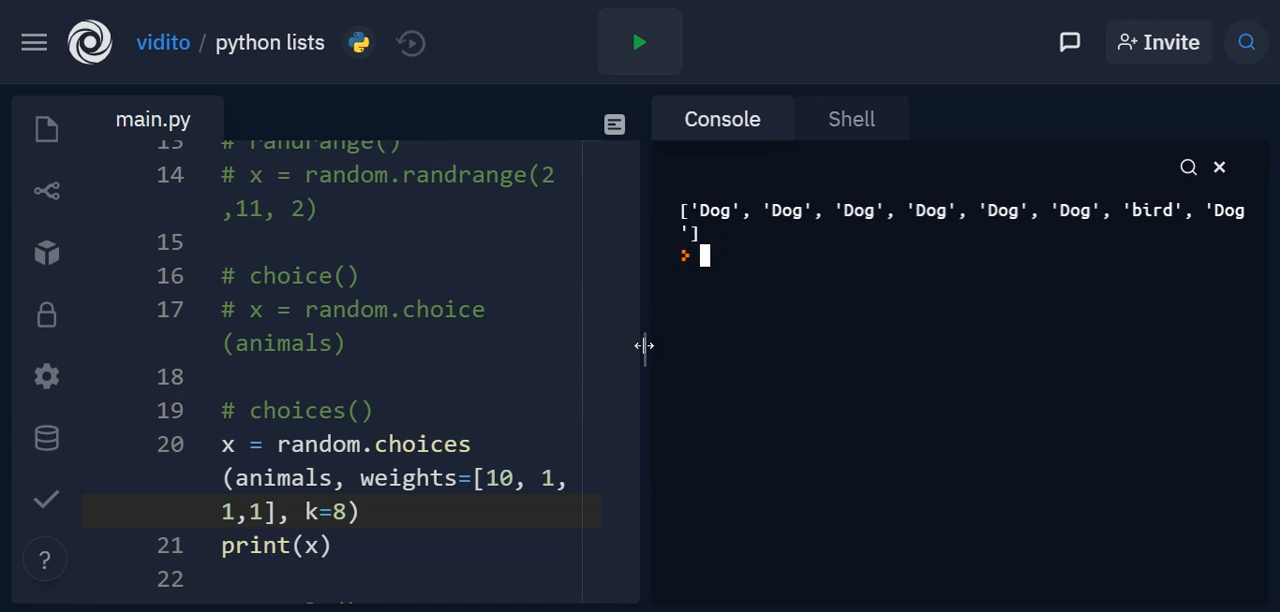 vidito / python lists
Invite
main.py
Console
Shell
13 # randrange()
14 # x = random.randrange(2
,11, 2)
15
16 # choice()
17 # x = random.choice
(animals)
18
19 # choices()
20 x = random.choices
(animals, weights=[10, 1,
1,1], k=8)
21 print(x)
22
?
['Dog', 'Dog', 'Dog', 'Dog', 'Dog', 'Dog', 'bird', 'Dog
']
>